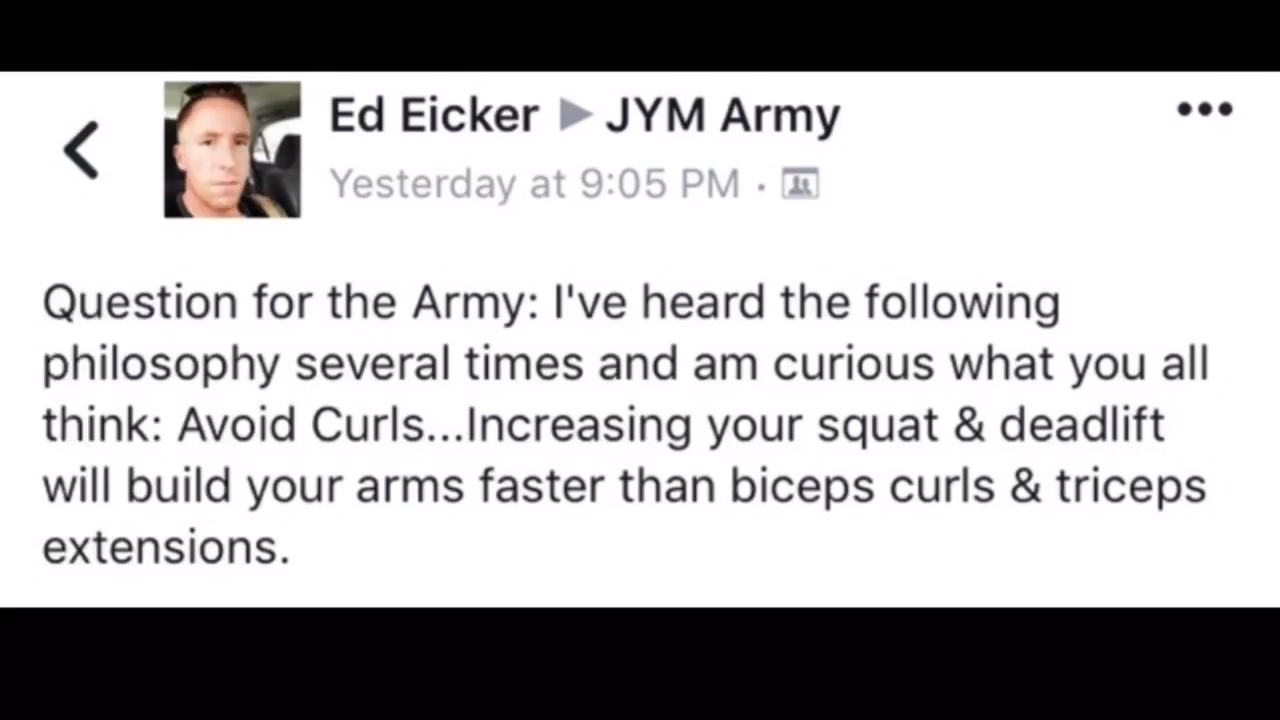 Ed Eicker ▶ JYM Army
Yesterday at 9:05 PM ·
Question for the Army: I've heard the following
philosophy several times and am curious what you all
think: Avoid Curls...Increasing your squat & deadlift
will build your arms faster than biceps curls & triceps
extensions.